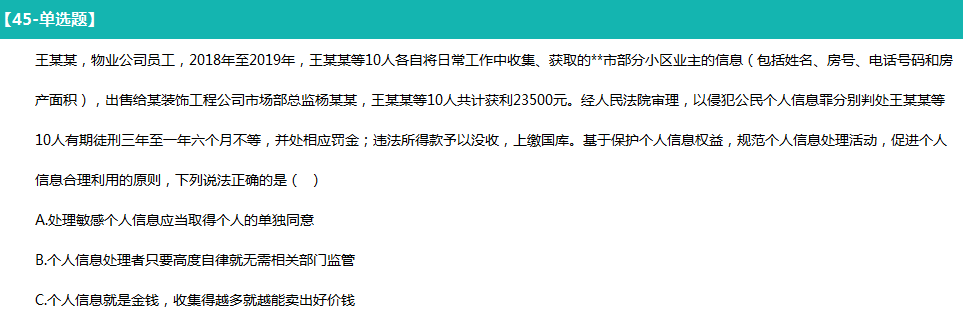 【45-单选题】
王某某，物业公司员工，2018年至2019年，王某某等10人各自将日常工作中收集、获取的**市部分小区业主的信息（包括姓名、房号、电话号码和房
产面积），出售给某装饰工程公司市场部总监杨某某，王某某等10人共计获利23500元。经人民法院审理，以侵犯公民个人信息罪分别判处王某某等
10人有期徒刑三年至一年六个月不等，并处相应罚金；违法所得款予以没收，上缴国库。基于保护个人信息权益，规范个人信息处理活动，促进个人
信息合理利用的原则，下列说法正确的是（　）
A.处理敏感个人信息应当取得个人的单独同意
B.个人信息处理者只要高度自律就无需相关部门监管
C.个人信息就是金钱，收集得越多就越能卖出好价钱